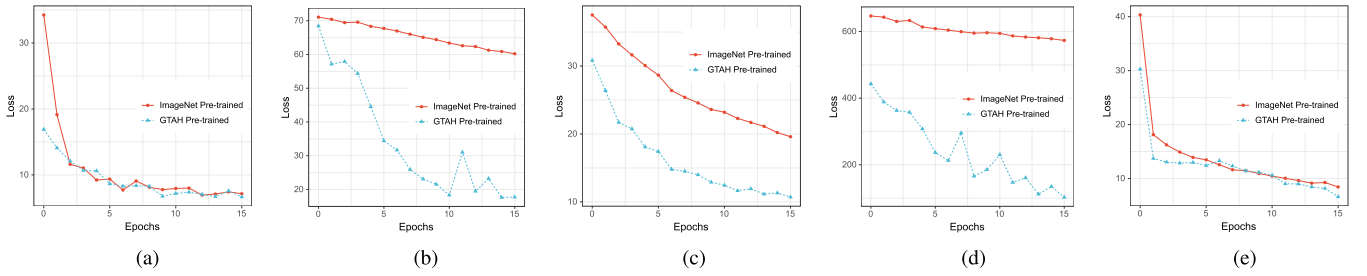 30
20
10
Loss
ImageNet Pre-trained
GTAH Pre-trained
0
5
10
15
Epochs
(a)
70
60
50
40
30
20
Loss
ImageNet Pre-trained
GTAH Pre-trained
0
5
10
15
Epochs
(b)
30
20
10
Loss
ImageNet Pre-trained
GTAH Pre-trained
0
5
10
15
Epochs
(c)
600
400
200
Loss
ImageNet Pre-trained
GTAH Pre-trained
0
5
10
15
Epochs
(d)
40
30
20
10
Loss
ImageNet Pre-trained
GTAH Pre-trained
0
5
10
15
Epochs
(e)